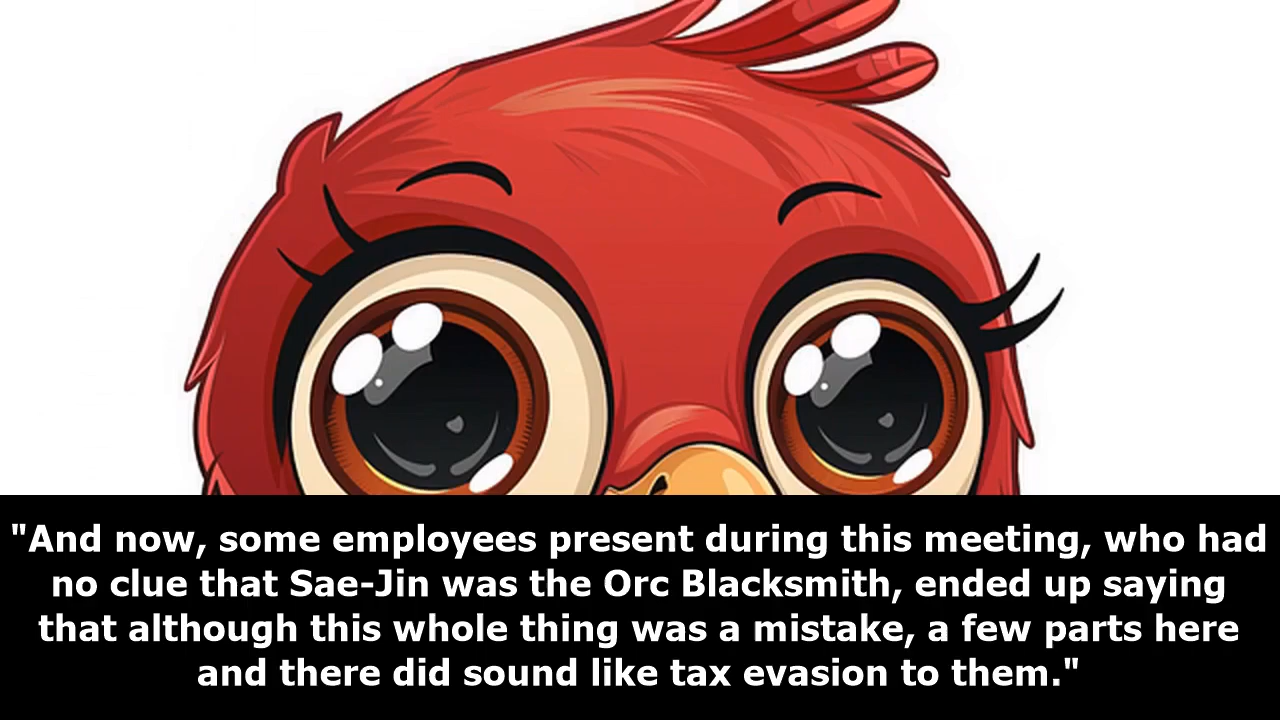 "And now, some employees present during this meeting, who had
no clue that Sae-Jin was the Orc Blacksmith, ended up saying
that although this whole thing was a mistake, a few parts here
and there did sound like tax evasion to them."